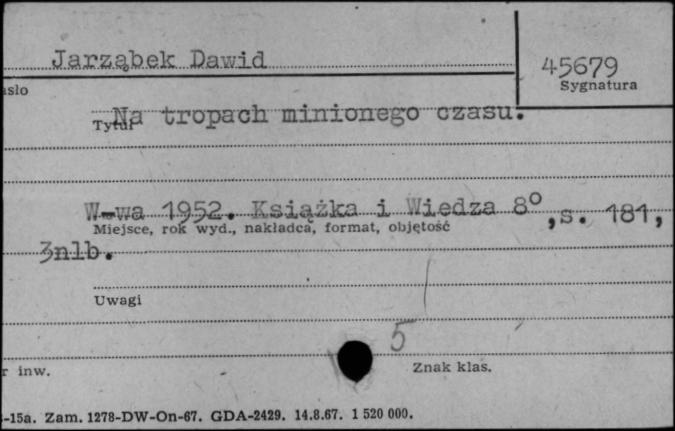 Jarząbek Dawid
45679
Sygnatura
Na tropach minionego czasu.
Tytuł
W-wa 1952. Książka i Wiedza 8°, s. 181,
Miejsce, rok wyd., nakładca, format, objętość
3nlb.
Uwagi
5
inw.
Znak klas.
-15a. Zam. 1278-DW-On-67. GDA-2429. 14.8.67. 1 520 000.